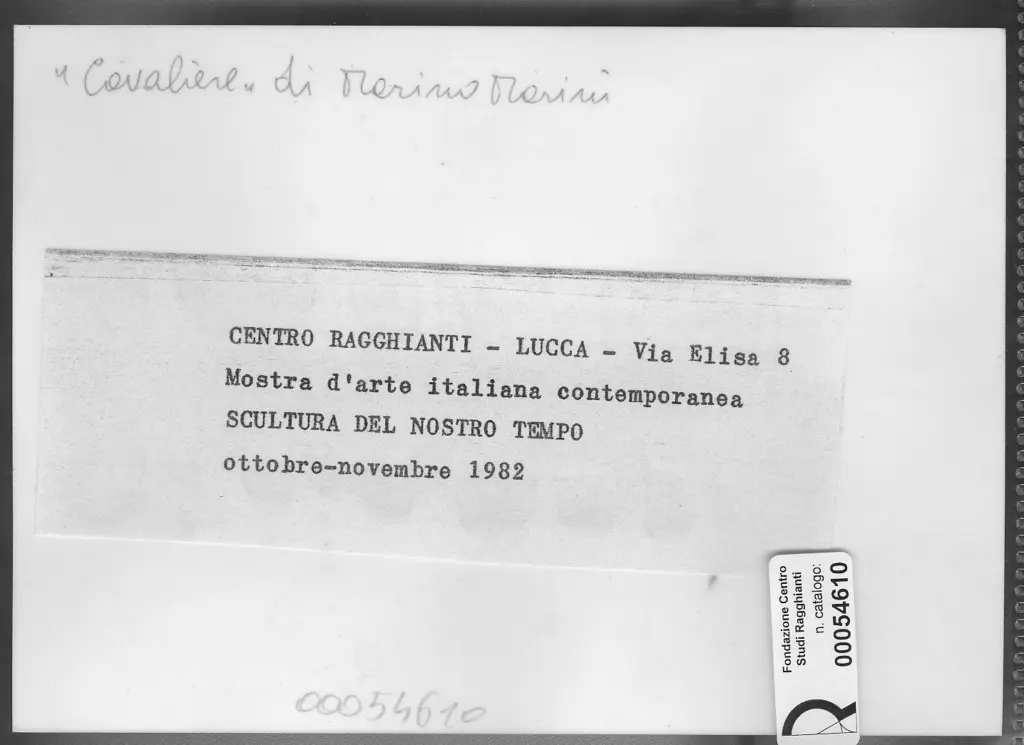 "Cavaliere" di Marino Marini
CENTRO RAGGHIANTI - LUCCA - Via Elisa 8
Mostra d'arte italiana contemporanea
SCULTURA DEL NOSTRO TEMPO
ottobre-novembre 1982
Fondazione Centro
Studi Ragghianti
n. catalogo:
00054610
R
00054610